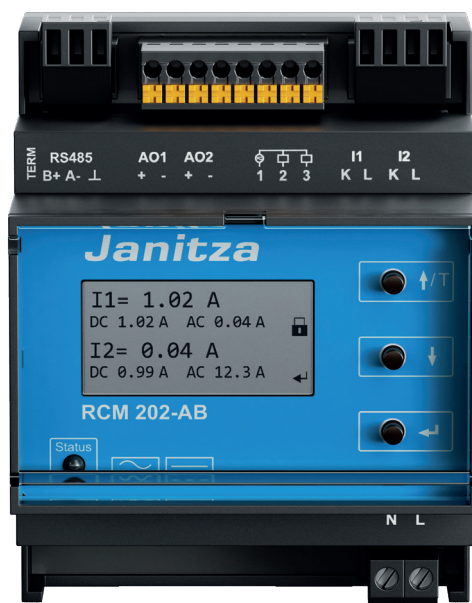 TERM
RS485 AO1 AO2 I1 I2
B+ A- ⊥ + - + - 1 2 3 K L K L
Janitza
I1= 1.02 A
DC 1.02 A AC 0.04 A
↑/T
I2= 0.04 A
DC 0.99 A AC 12.3 A ↵
↓
RCM 202-AB
↵
Status
N L